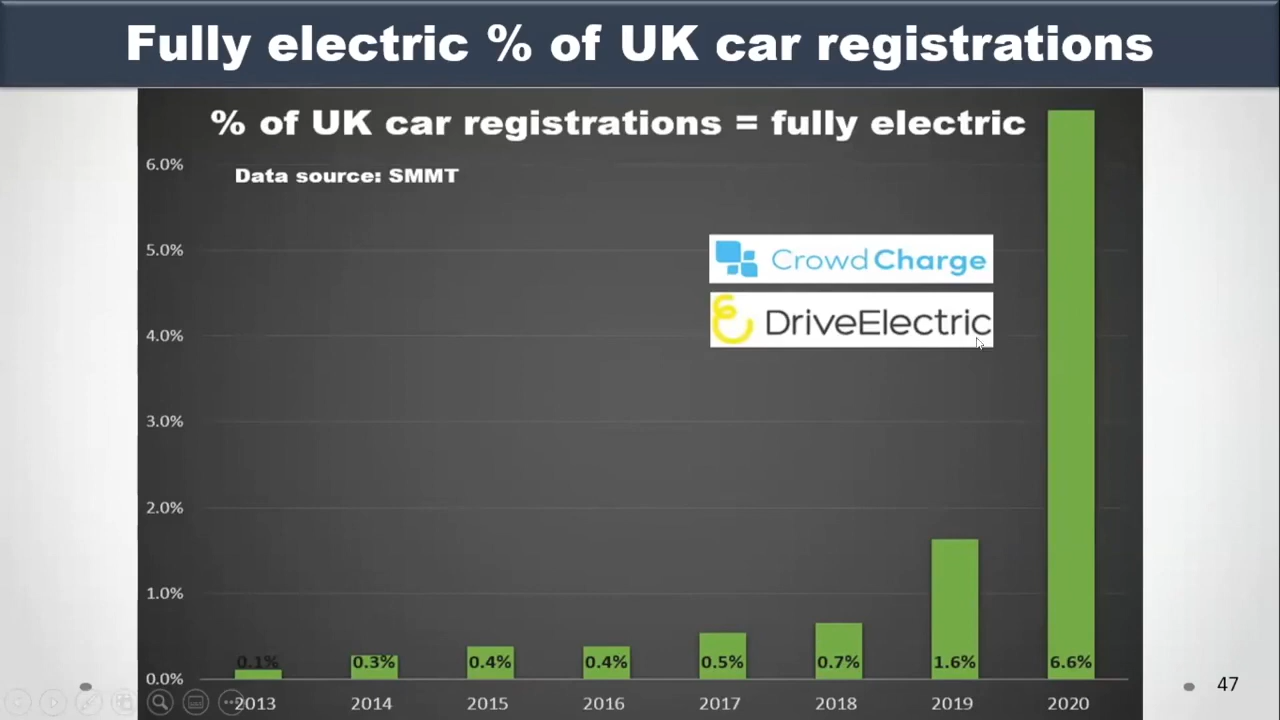 Fully electric % of UK car registrations
% of UK car registrations = fully electric
Data source: SMMT
6.0%
5.0%
4.0%
3.0%
2.0%
1.0%
0.0%
CrowdCharge
DriveElectric
0.1% 0.3% 0.4% 0.4% 0.5% 0.7% 1.6% 6.6%
2013 2014 2015 2016 2017 2018 2019 2020
47